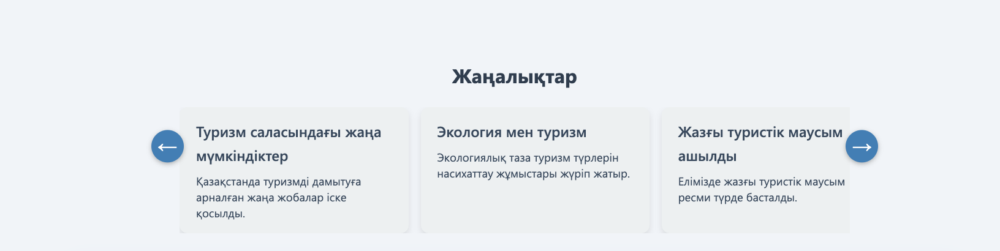 Жаңалықтар
Туризм саласындағы жаңа
мүмкіндіктер
Қазақстанда туризмді дамытуға
арналған жаңа жобалар іске
қосылды.
Экология мен туризм
Экологиялық таза туризм түрлерін
насихаттау жұмыстары жүріп жатыр.
Жазғы туристік маусым
ашылды
Елімізде жазғы туристік маусым
ресми түрде басталды.
← →